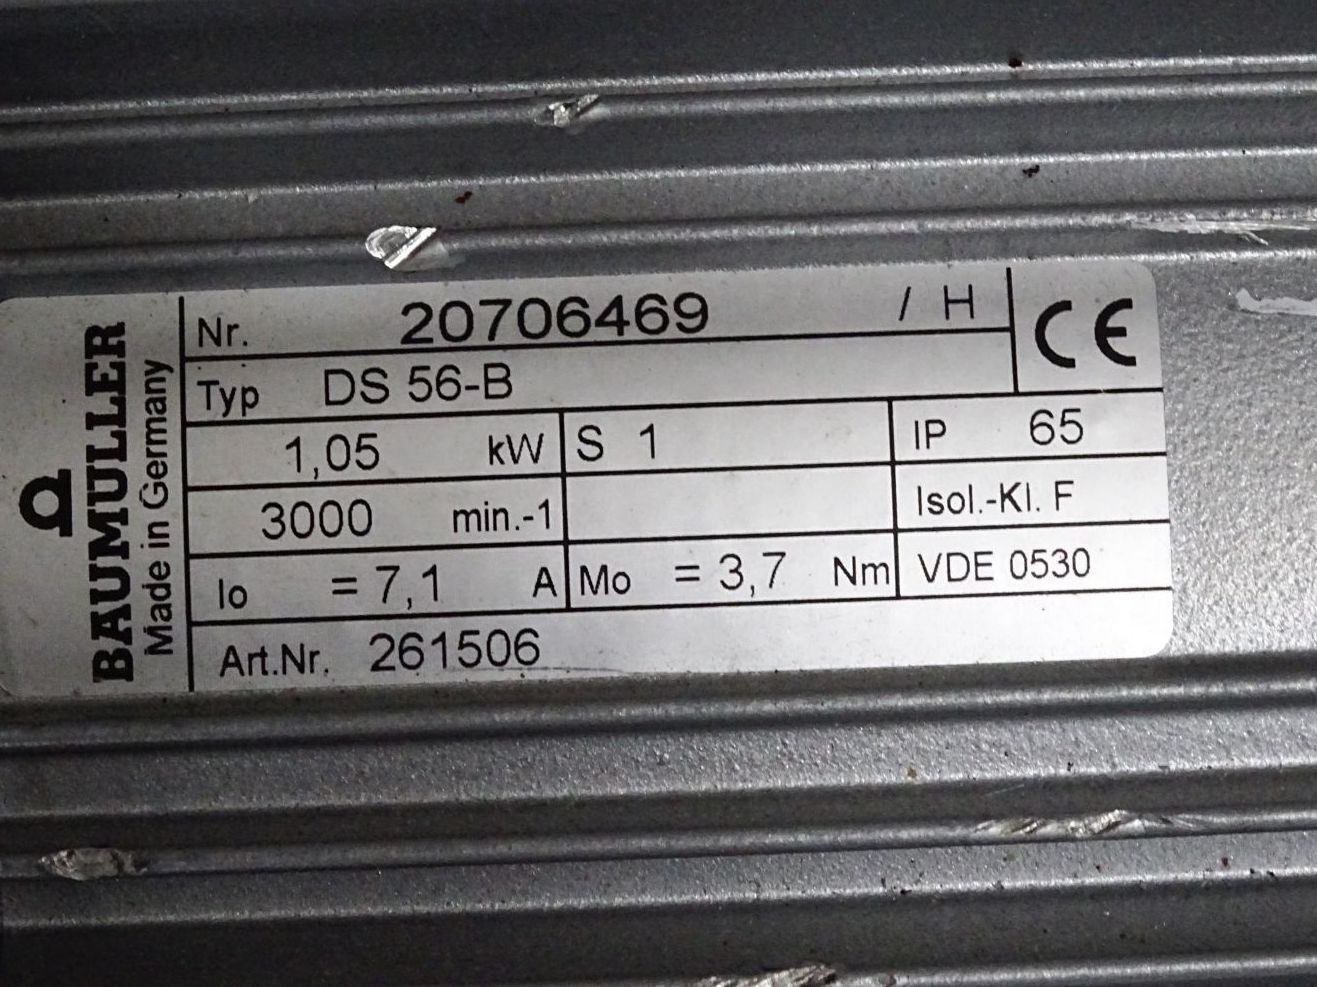 BAUMULLER
Made in Germany
Nr. 20706469 / H
CE
Typ DS 56-B
1,05 kW S 1 IP 65
3000 min.-1 Isol.-Kl. F
Io = 7,1 A Mo = 3,7 Nm VDE 0530
Art.Nr. 261506